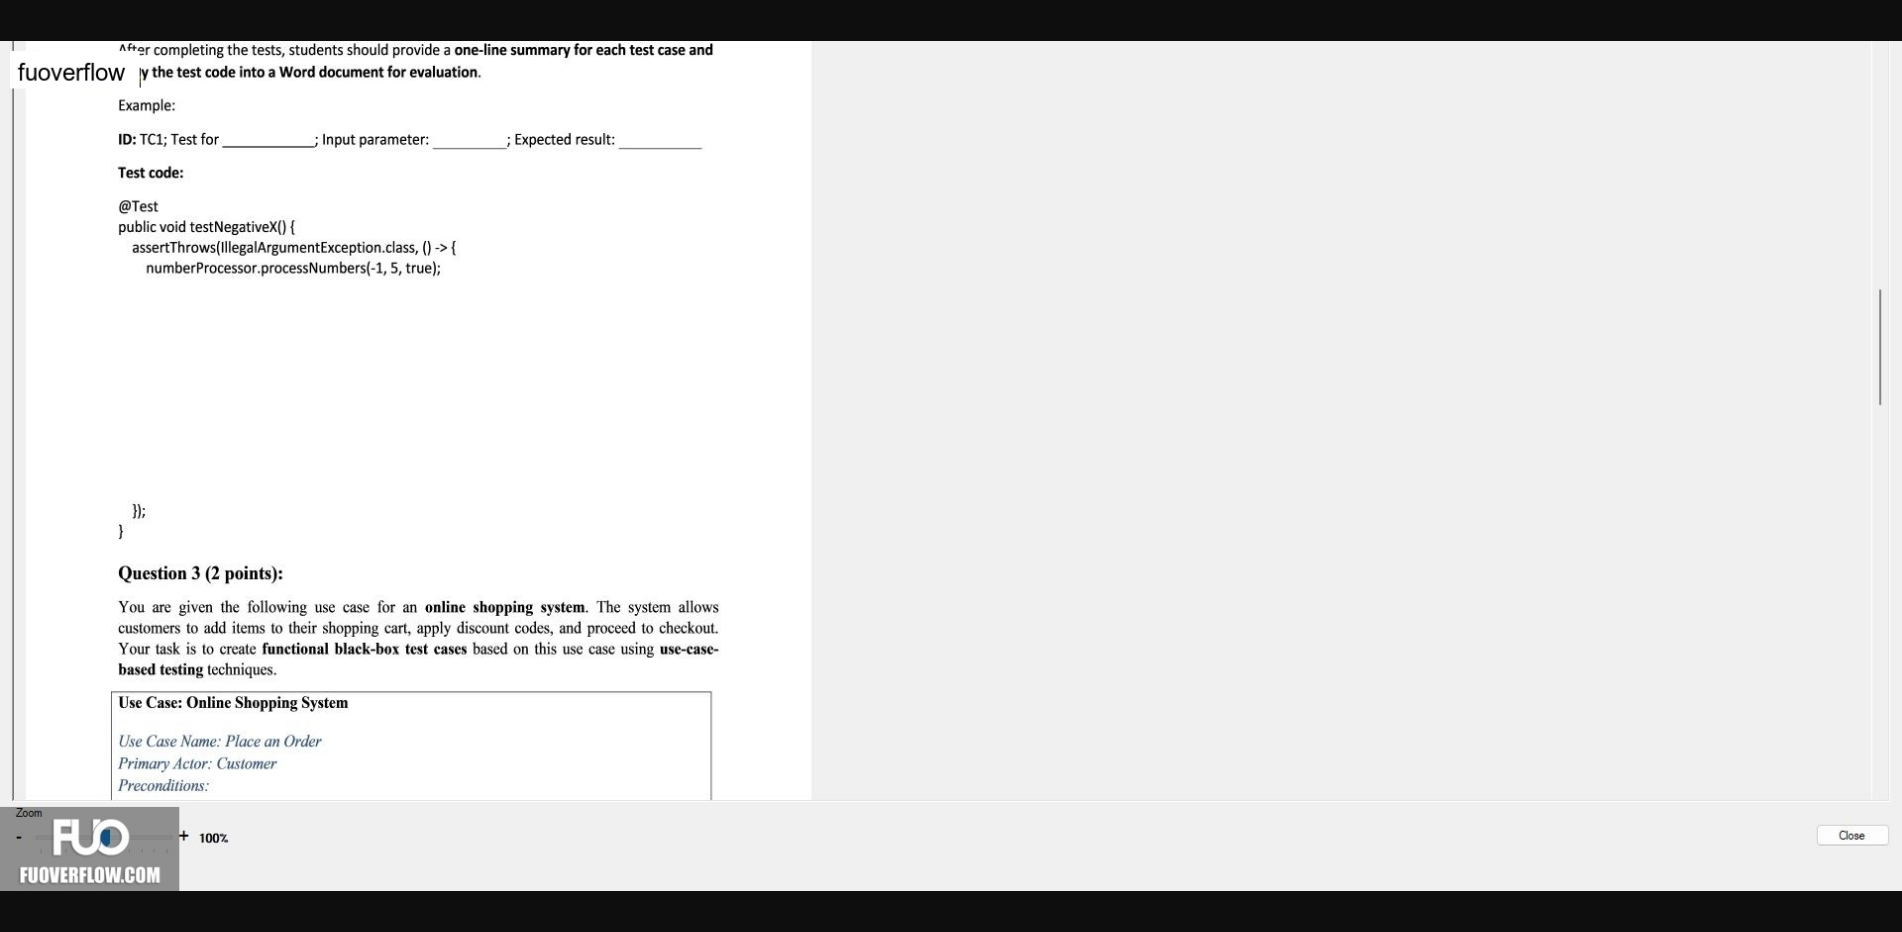 After completing the tests, students should provide a one-line summary for each test case and
fuoverflow y the test code into a Word document for evaluation.
Example:
ID: TC1; Test for ____________; Input parameter: __________; Expected result: ___________
Test code:
@Test
public void testNegativeX() {
assertThrows(IllegalArgumentException.class, () -> {
numberProcessor.processNumbers(-1, 5, true);
});
}
Question 3 (2 points):
You are given the following use case for an online shopping system. The system allows
customers to add items to their shopping cart, apply discount codes, and proceed to checkout.
Your task is to create functional black-box test cases based on this use case using use-case-
based testing techniques.
Use Case: Online Shopping System
Use Case Name: Place an Order
Primary Actor: Customer
Preconditions:
Zoom
- + 100%
Close
FUO
FUOVERFLOW.COM